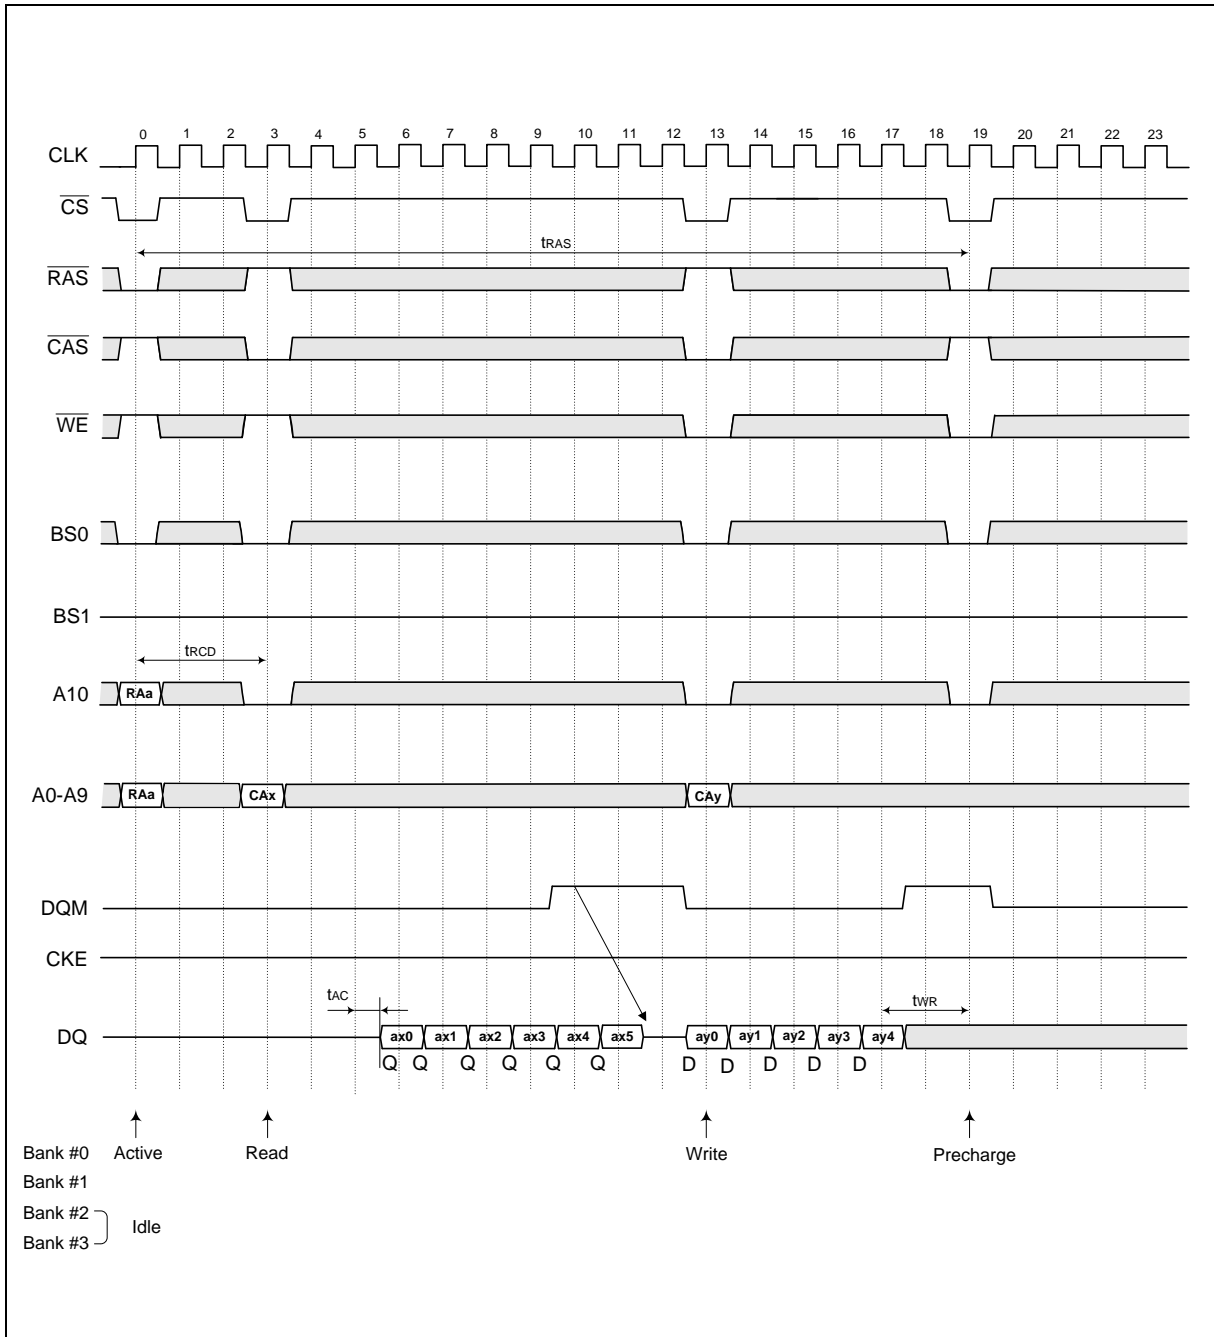 0 1 2 3 4 5 6 7 8 9 10 11 12 13 14 15 16 17 18 19 20 21 22 23
CLK
CS
tRAS
RAS
CAS
WE
BS0
BS1
tRCD
A10 RAa
A0-A9 RAa CAx CAy
DQM
CKE
tAC tWR
DQ ax0 ax1 ax2 ax3 ax4 ax5 ay0 ay1 ay2 ay3 ay4
Q Q Q Q Q Q D D D D D
Bank #0 Active Read Write Precharge
Bank #1
Bank #2
Idle
Bank #3